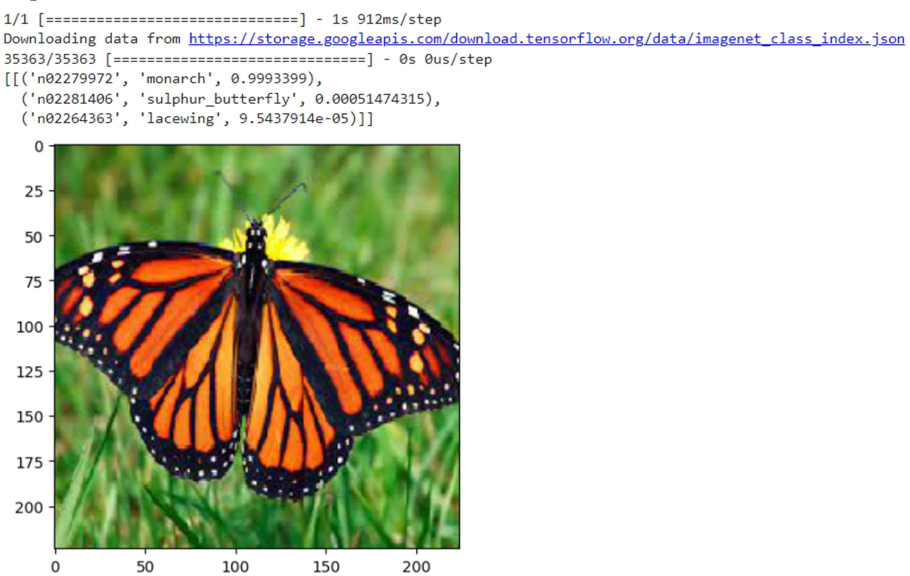 1/1 [==============================] - 1s 912ms/step
Downloading data from https://storage.googleapis.com/download.tensorflow.org/data/imagenet_class_index.json
35363/35363 [==============================] - 0s 0us/step
[[('n02279972', 'monarch', 0.9993399),
('n02281406', 'sulphur_butterfly', 0.00051474315),
('n02264363', 'lacewing', 9.5437914e-05)]]
0
25
50
75
100
125
150
175
200
0 50 100 150 200